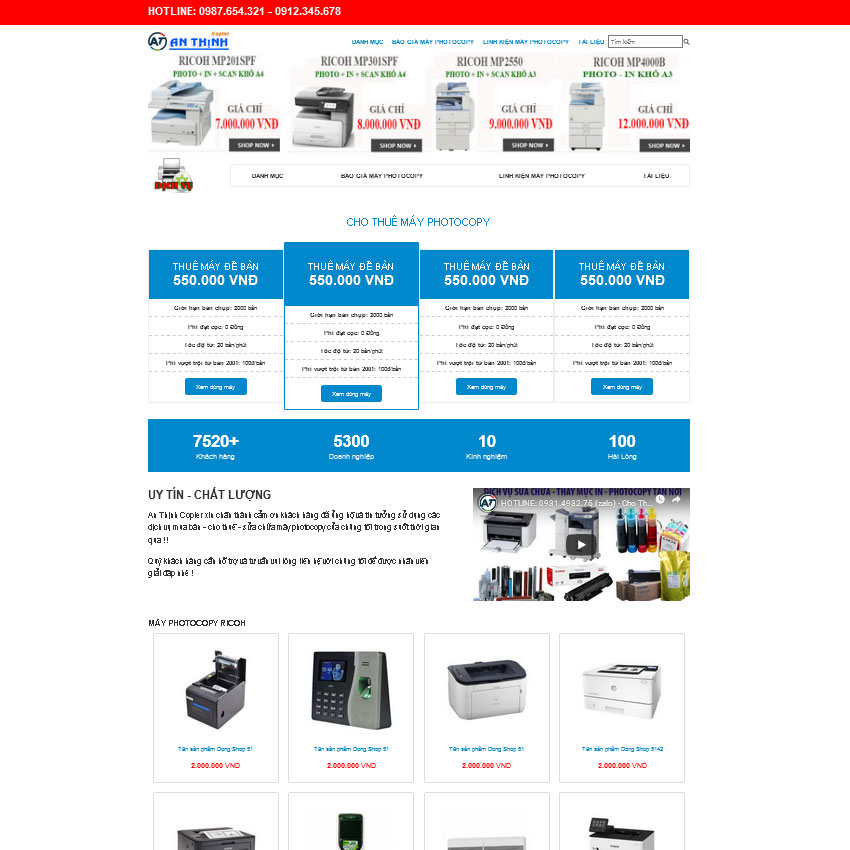 HOTLINE: 0987.654.321 - 0912.345.678
Copier
AT AN THỊNH
DANH MỤC BÁO GIÁ MÁY PHOTOCOPY LINH KIỆN MÁY PHOTOCOPY TÀI LIỆU Tìm kiếm
RICOH MP201SPF
PHOTO + IN + SCAN KHỔ A4
GIÁ CHỈ
7.000.000 VNĐ
SHOP NOW
RICOH MP301SPF
PHOTO + IN + SCAN KHỔ A4
GIÁ CHỈ
8.000.000 VNĐ
SHOP NOW
RICOH MP2550
PHOTO + IN + SCAN KHỔ A3
GIÁ CHỈ
9.000.000 VNĐ
SHOP NOW
RICOH MP4000B
PHOTO - IN KHỔ A3
GIÁ CHỈ
12.000.000 VNĐ
SHOP NOW
DỊCH VỤ
DANH MỤC BÁO GIÁ MÁY PHOTOCOPY LINH KIỆN MÁY PHOTOCOPY TÀI LIỆU
CHO THUÊ MÁY PHOTOCOPY
THUÊ MÁY ĐỂ BÀN
550.000 VNĐ
Giới hạn bản chụp: 2000 bản
Phí đặt cọc: 0 Đồng
Tốc độ từ: 20 bản/phút
Phí vượt trội từ bản 2001: 100đ/bản
Xem dùng máy
THUÊ MÁY ĐỂ BÀN
550.000 VNĐ
Giới hạn bản chụp: 2000 bản
Phí đặt cọc: 0 Đồng
Tốc độ từ: 20 bản/phút
Phí vượt trội từ bản 2001: 100đ/bản
Xem dùng máy
THUÊ MÁY ĐỂ BÀN
550.000 VNĐ
Giới hạn bản chụp: 2000 bản
Phí đặt cọc: 0 Đồng
Tốc độ từ: 20 bản/phút
Phí vượt trội từ bản 2001: 100đ/bản
Xem dùng máy
THUÊ MÁY ĐỂ BÀN
550.000 VNĐ
Giới hạn bản chụp: 2000 bản
Phí đặt cọc: 0 Đồng
Tốc độ từ: 20 bản/phút
Phí vượt trội từ bản 2001: 100đ/bản
Xem dùng máy
7520+ 5300 10 100
Khách hàng Doanh nghiệp Kinh nghiệm Hài Lòng
UY TÍN - CHẤT LƯỢNG
An Thịnh Copier xin chân thành cảm ơn khách hàng đã ủng hộ và tin tưởng sử dụng các
dịch vụ mua bán - cho thuê - sửa chữa máy photocopy của chúng tôi trong suốt thời gian
qua !!
Quý khách hàng cần hỗ trợ và tư vấn vui lòng liên hệ với chúng tôi để được nhân viên
giải đáp nhé !
DỊCH VỤ SỬA CHỮA - THAY MỰC IN - PHOTOCOPY TẬN NƠI
HOTLINE: 0931.4932.75 (zalo) - Cho Th...
MÁY PHOTOCOPY RICOH
Tên sản phẩm Dong Shop 51
2.000.000 VND
Tên sản phẩm Dong Shop 51
2.000.000 VND
Tên sản phẩm Dong Shop 51
2.000.000 VND
Tên sản phẩm Dong Shop 5142
2.000.000 VND